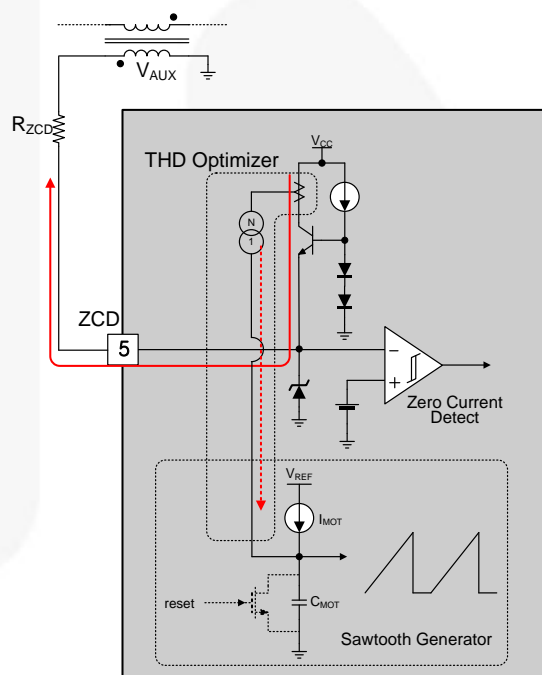 V_AUX
R_ZCD
THD Optimizer
V_CC
N
1
ZCD
5
−
+
Zero Current
Detect
V_REF
I_MOT
reset
C_MOT
Sawtooth Generator